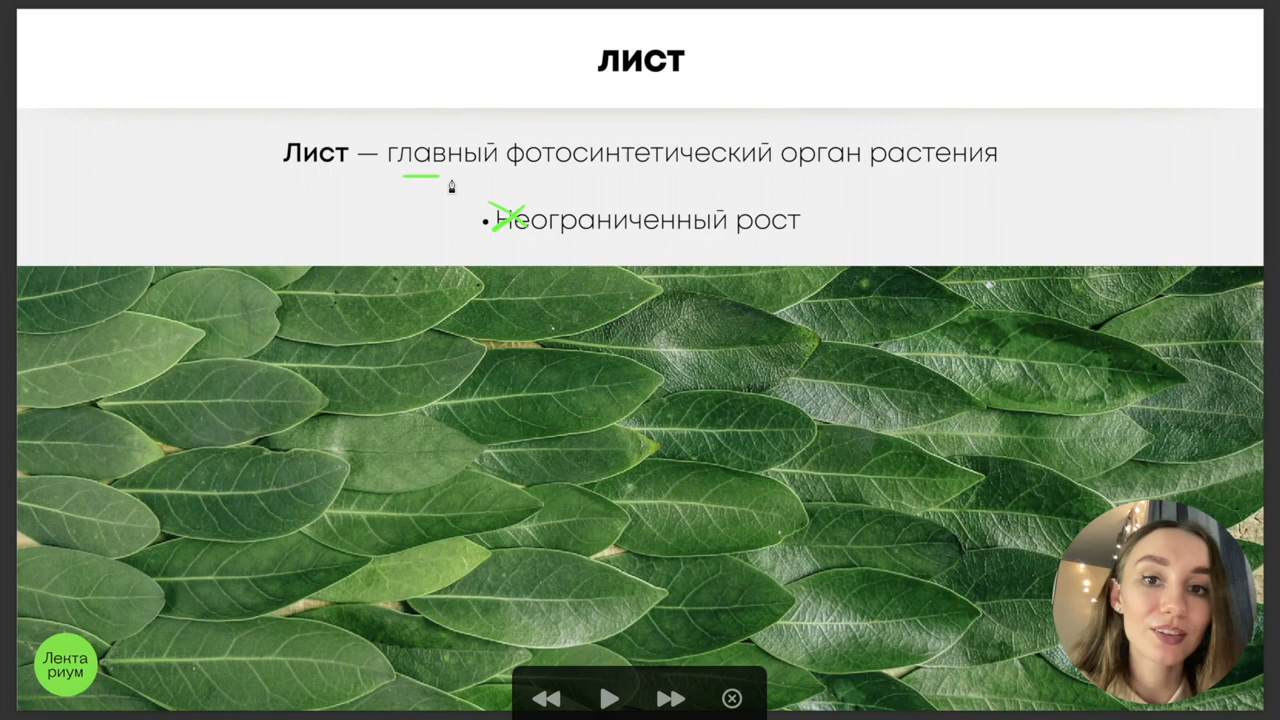 лист
Лист — главный фотосинтетический орган растения
• Неограниченный рост
Лента
риум